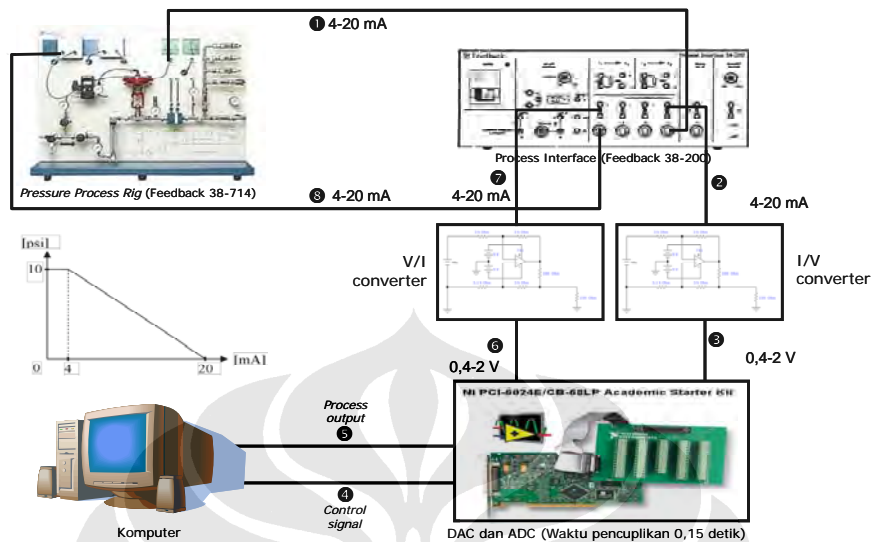 ❶ 4-20 mA
Feedback
Process Interface (Feedback 38-200)
Pressure Process Rig (Feedback 38-714)
❽ 4-20 mA
❼
4-20 mA
❷
4-20 mA
[psi]
10
0
4
20
[mA]
V/I
converter
I/V
converter
❻
0,4-2 V
❸
0,4-2 V
NI PCI-6024E/CB-68LP Academic Starter Kit
Process
output
❺
❹
Control
signal
Komputer
DAC dan ADC (Waktu pencuplikan 0,15 detik)